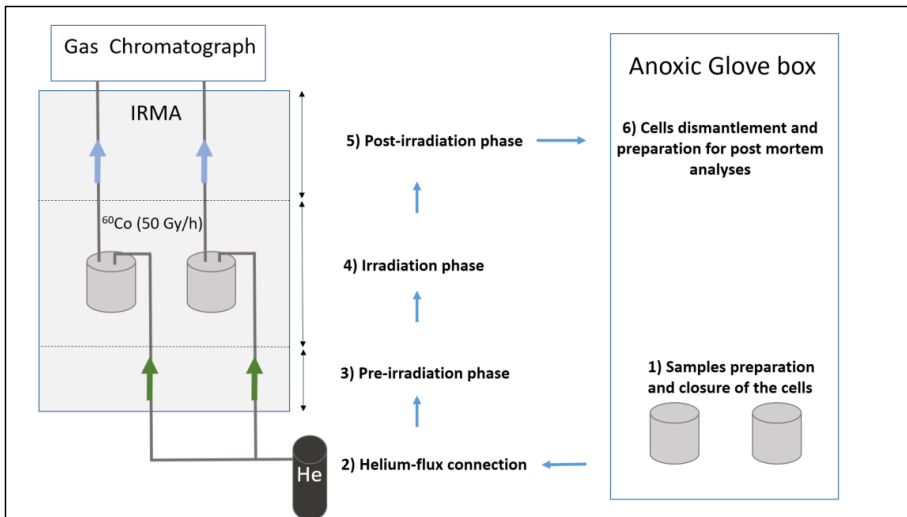 Gas Chromatograph
IRMA
⁶⁰Co (50 Gy/h)
He
5) Post-irradiation phase
4) Irradiation phase
3) Pre-irradiation phase
2) Helium-flux connection
Anoxic Glove box
6) Cells dismantlement and
preparation for post mortem
analyses
1) Samples preparation
and closure of the cells